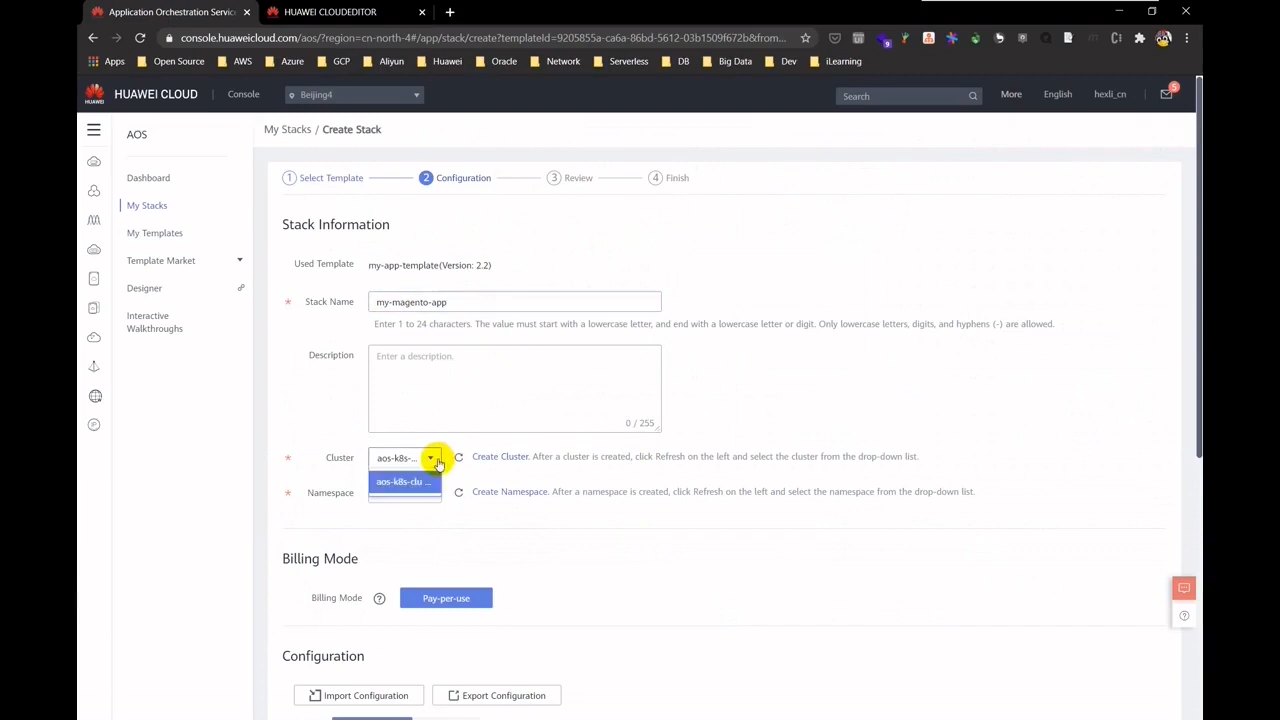 Application Orchestration Servic
HUAWEI CLOUDEDITOR
console.huaweicloud.com/aos/?region=cn-north-4#/app/stack/create?templateId=9205855a-ca6a-86bd-5612-03b1509f672b&from...
Apps Open Source AWS Azure GCP Aliyun Huawei Oracle Network Serverless DB Big Data Dev iLearning
HUAWEI
HUAWEI CLOUD Console Beijing4 Search More English hexli_cn 5
AOS
My Stacks / Create Stack
Dashboard
My Stacks
My Templates
Template Market
Designer
Interactive
Walkthroughs
1 Select Template 2 Configuration 3 Review 4 Finish
Stack Information
Used Template my-app-template(Version: 2.2)
* Stack Name my-magento-app
Enter 1 to 24 characters. The value must start with a lowercase letter, and end with a lowercase letter or digit. Only lowercase letters, digits, and hyphens (-) are allowed.
Description Enter a description.
0 / 255
* Cluster aos-k8s-... Create Cluster. After a cluster is created, click Refresh on the left and select the cluster from the drop-down list.
aos-k8s-clu ...
* Namespace Create Namespace. After a namespace is created, click Refresh on the left and select the namespace from the drop-down list.
Billing Mode
Billing Mode ? Pay-per-use
Configuration
Import Configuration Export Configuration